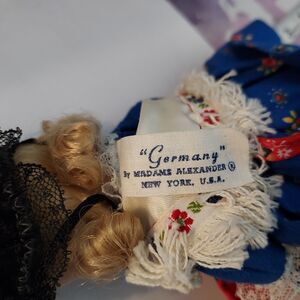 "Germany"
by MADAME ALEXANDER®
NEW YORK, U.S.A.